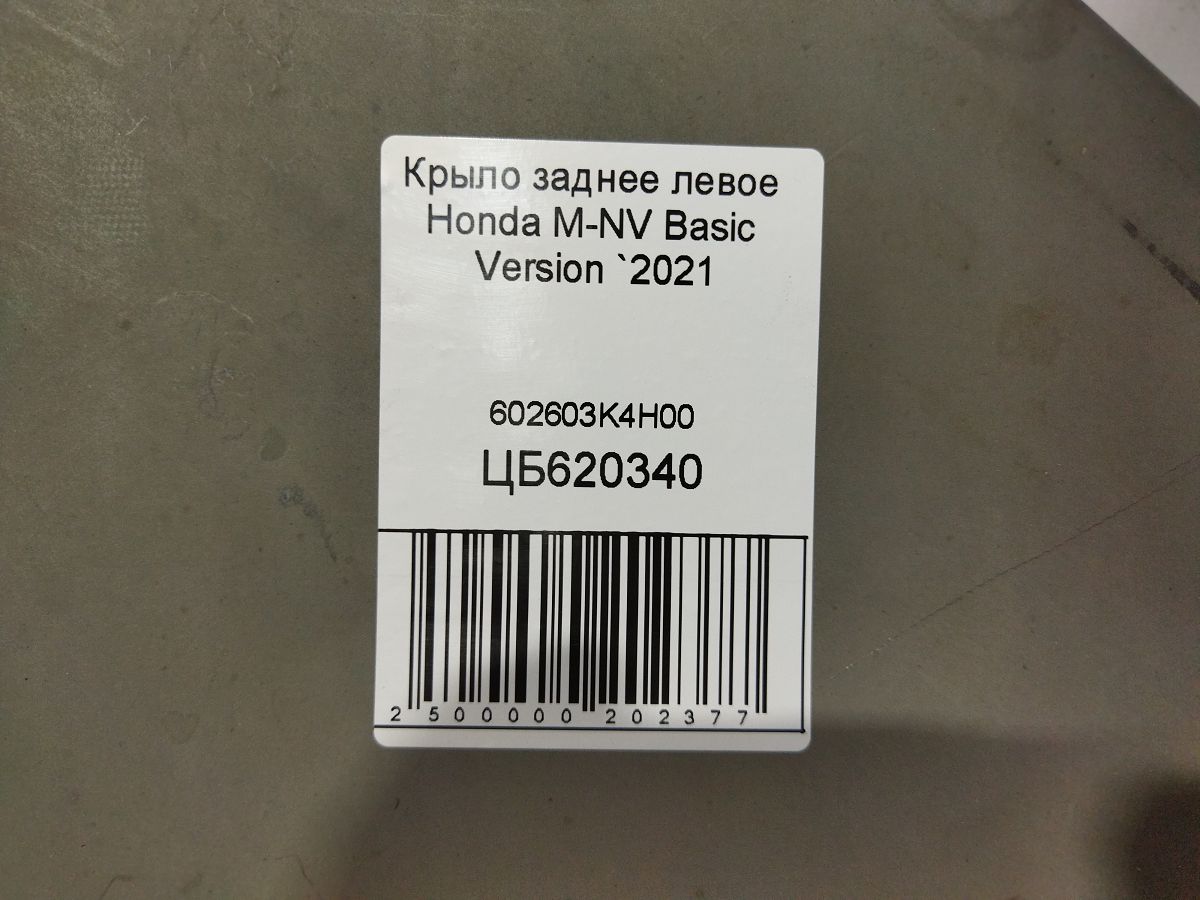 Крыло заднее левое
Honda M-NV Basic
Version `2021
602603K4H00
ЦБ620340
2 500000 202377